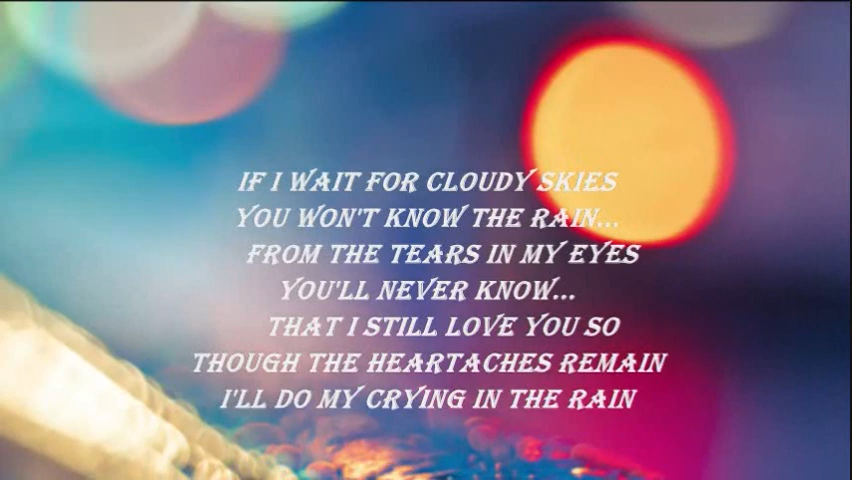 IF I WAIT FOR CLOUDY SKIES
YOU WON'T KNOW THE RAIN...
FROM THE TEARS IN MY EYES
YOU'LL NEVER KNOW...
THAT I STILL LOVE YOU SO
THOUGH THE HEARTACHES REMAIN
I'LL DO MY CRYING IN THE RAIN